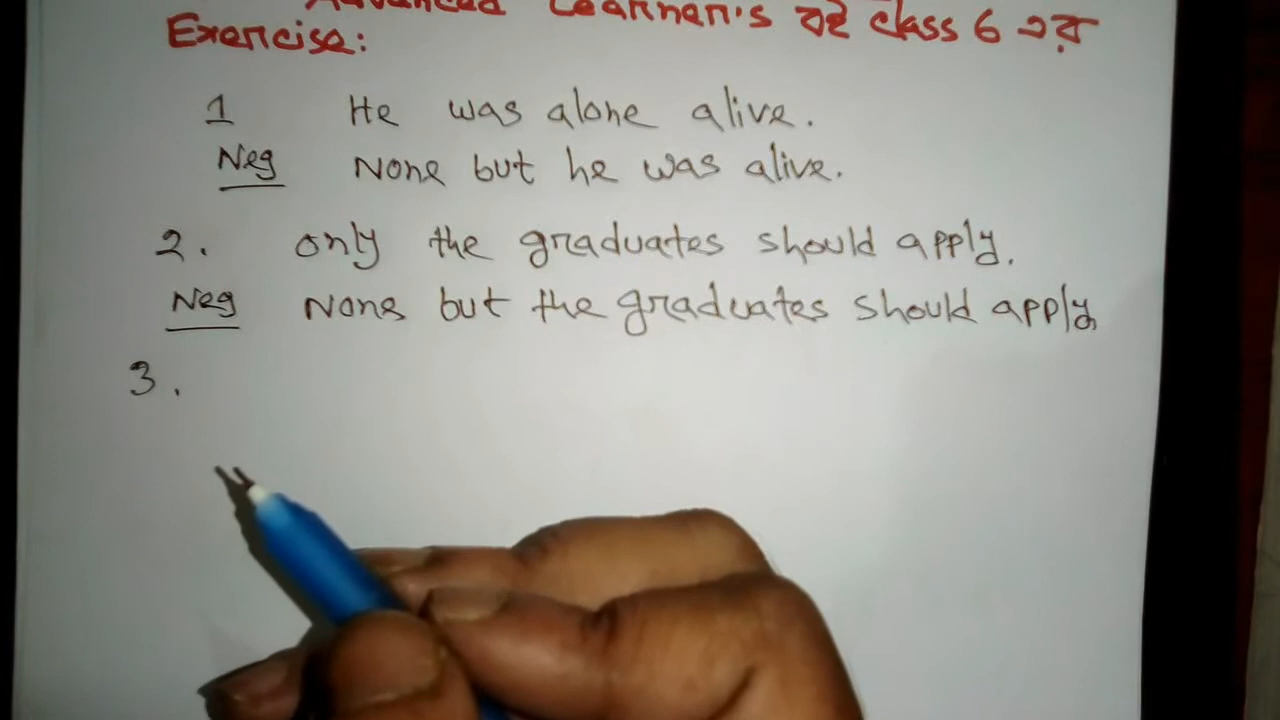 Advanced Learner's বই class 6 এর
Exercise:
1 He was alone alive.
Neg None but he was alive.
2. only the graduates should apply.
Neg None but the graduates should apply
3.